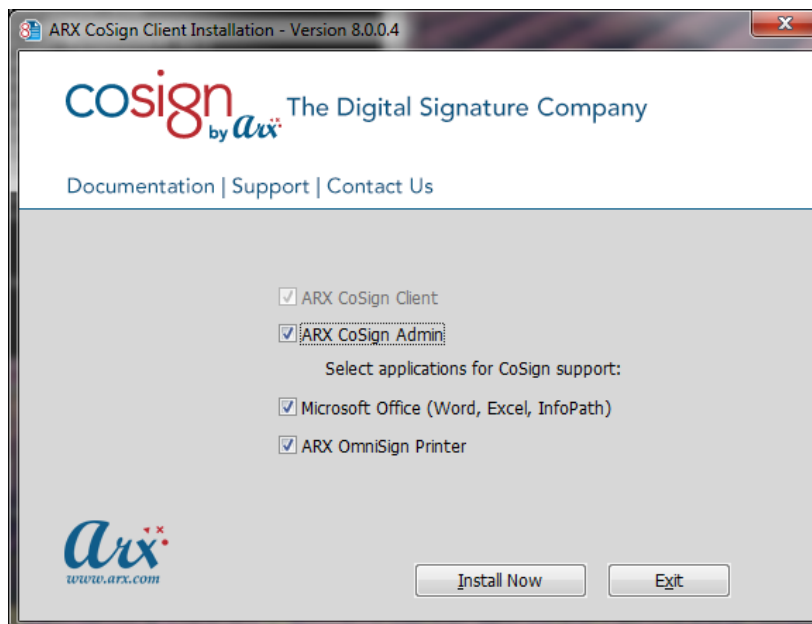 ARX CoSign Client Installation - Version 8.0.0.4
cosign by Arx The Digital Signature Company
Documentation | Support | Contact Us
ARX CoSign Client
ARX CoSign Admin
Select applications for CoSign support:
Microsoft Office (Word, Excel, InfoPath)
ARX OmniSign Printer
Arx
www.arx.com
Install Now Exit